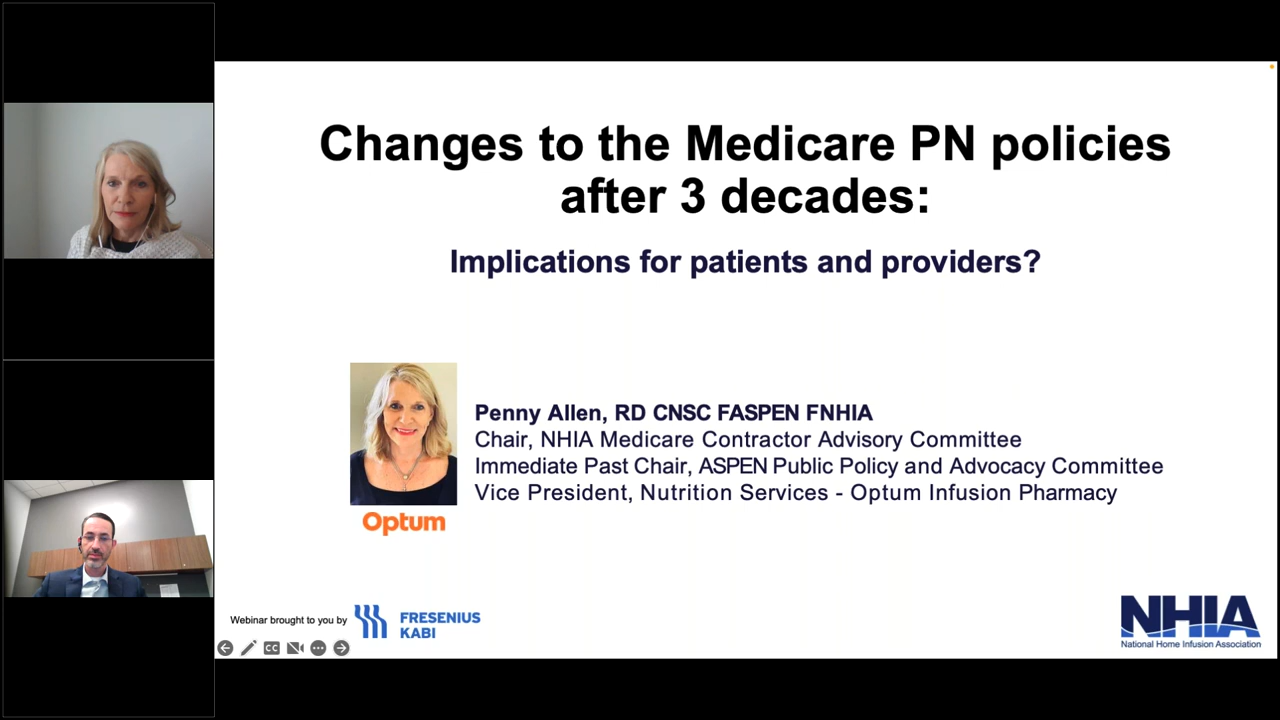 Changes to the Medicare PN policies
after 3 decades:
Implications for patients and providers?
Penny Allen, RD CNSC FASPEN FNHIA
Chair, NHIA Medicare Contractor Advisory Committee
Immediate Past Chair, ASPEN Public Policy and Advocacy Committee
Vice President, Nutrition Services - Optum Infusion Pharmacy
Optum
Webinar brought to you by
FRESENIUS
KABI
CC
NHIA
National Home Infusion Association